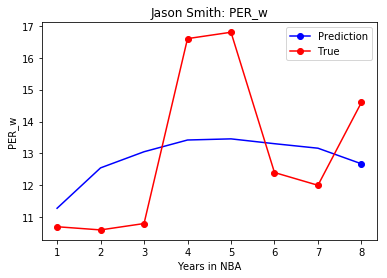 Jason Smith: PER_w
Prediction
True
PER_w
17
16
15
14
13
12
11
1 2 3 4 5 6 7 8
Years in NBA